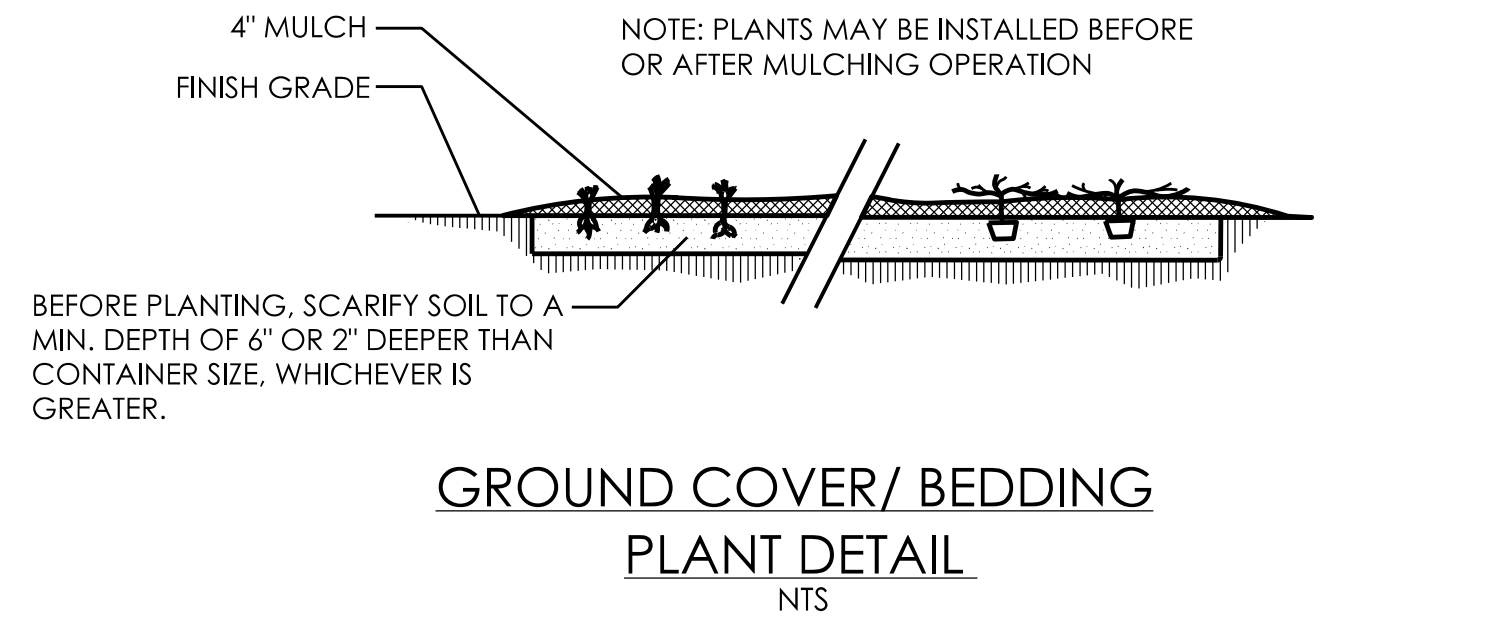 4" MULCH
FINISH GRADE
NOTE: PLANTS MAY BE INSTALLED BEFORE
OR AFTER MULCHING OPERATION
BEFORE PLANTING, SCARIFY SOIL TO A
MIN. DEPTH OF 6" OR 2" DEEPER THAN
CONTAINER SIZE, WHICHEVER IS
GREATER.
GROUND COVER/ BEDDING
PLANT DETAIL
NTS